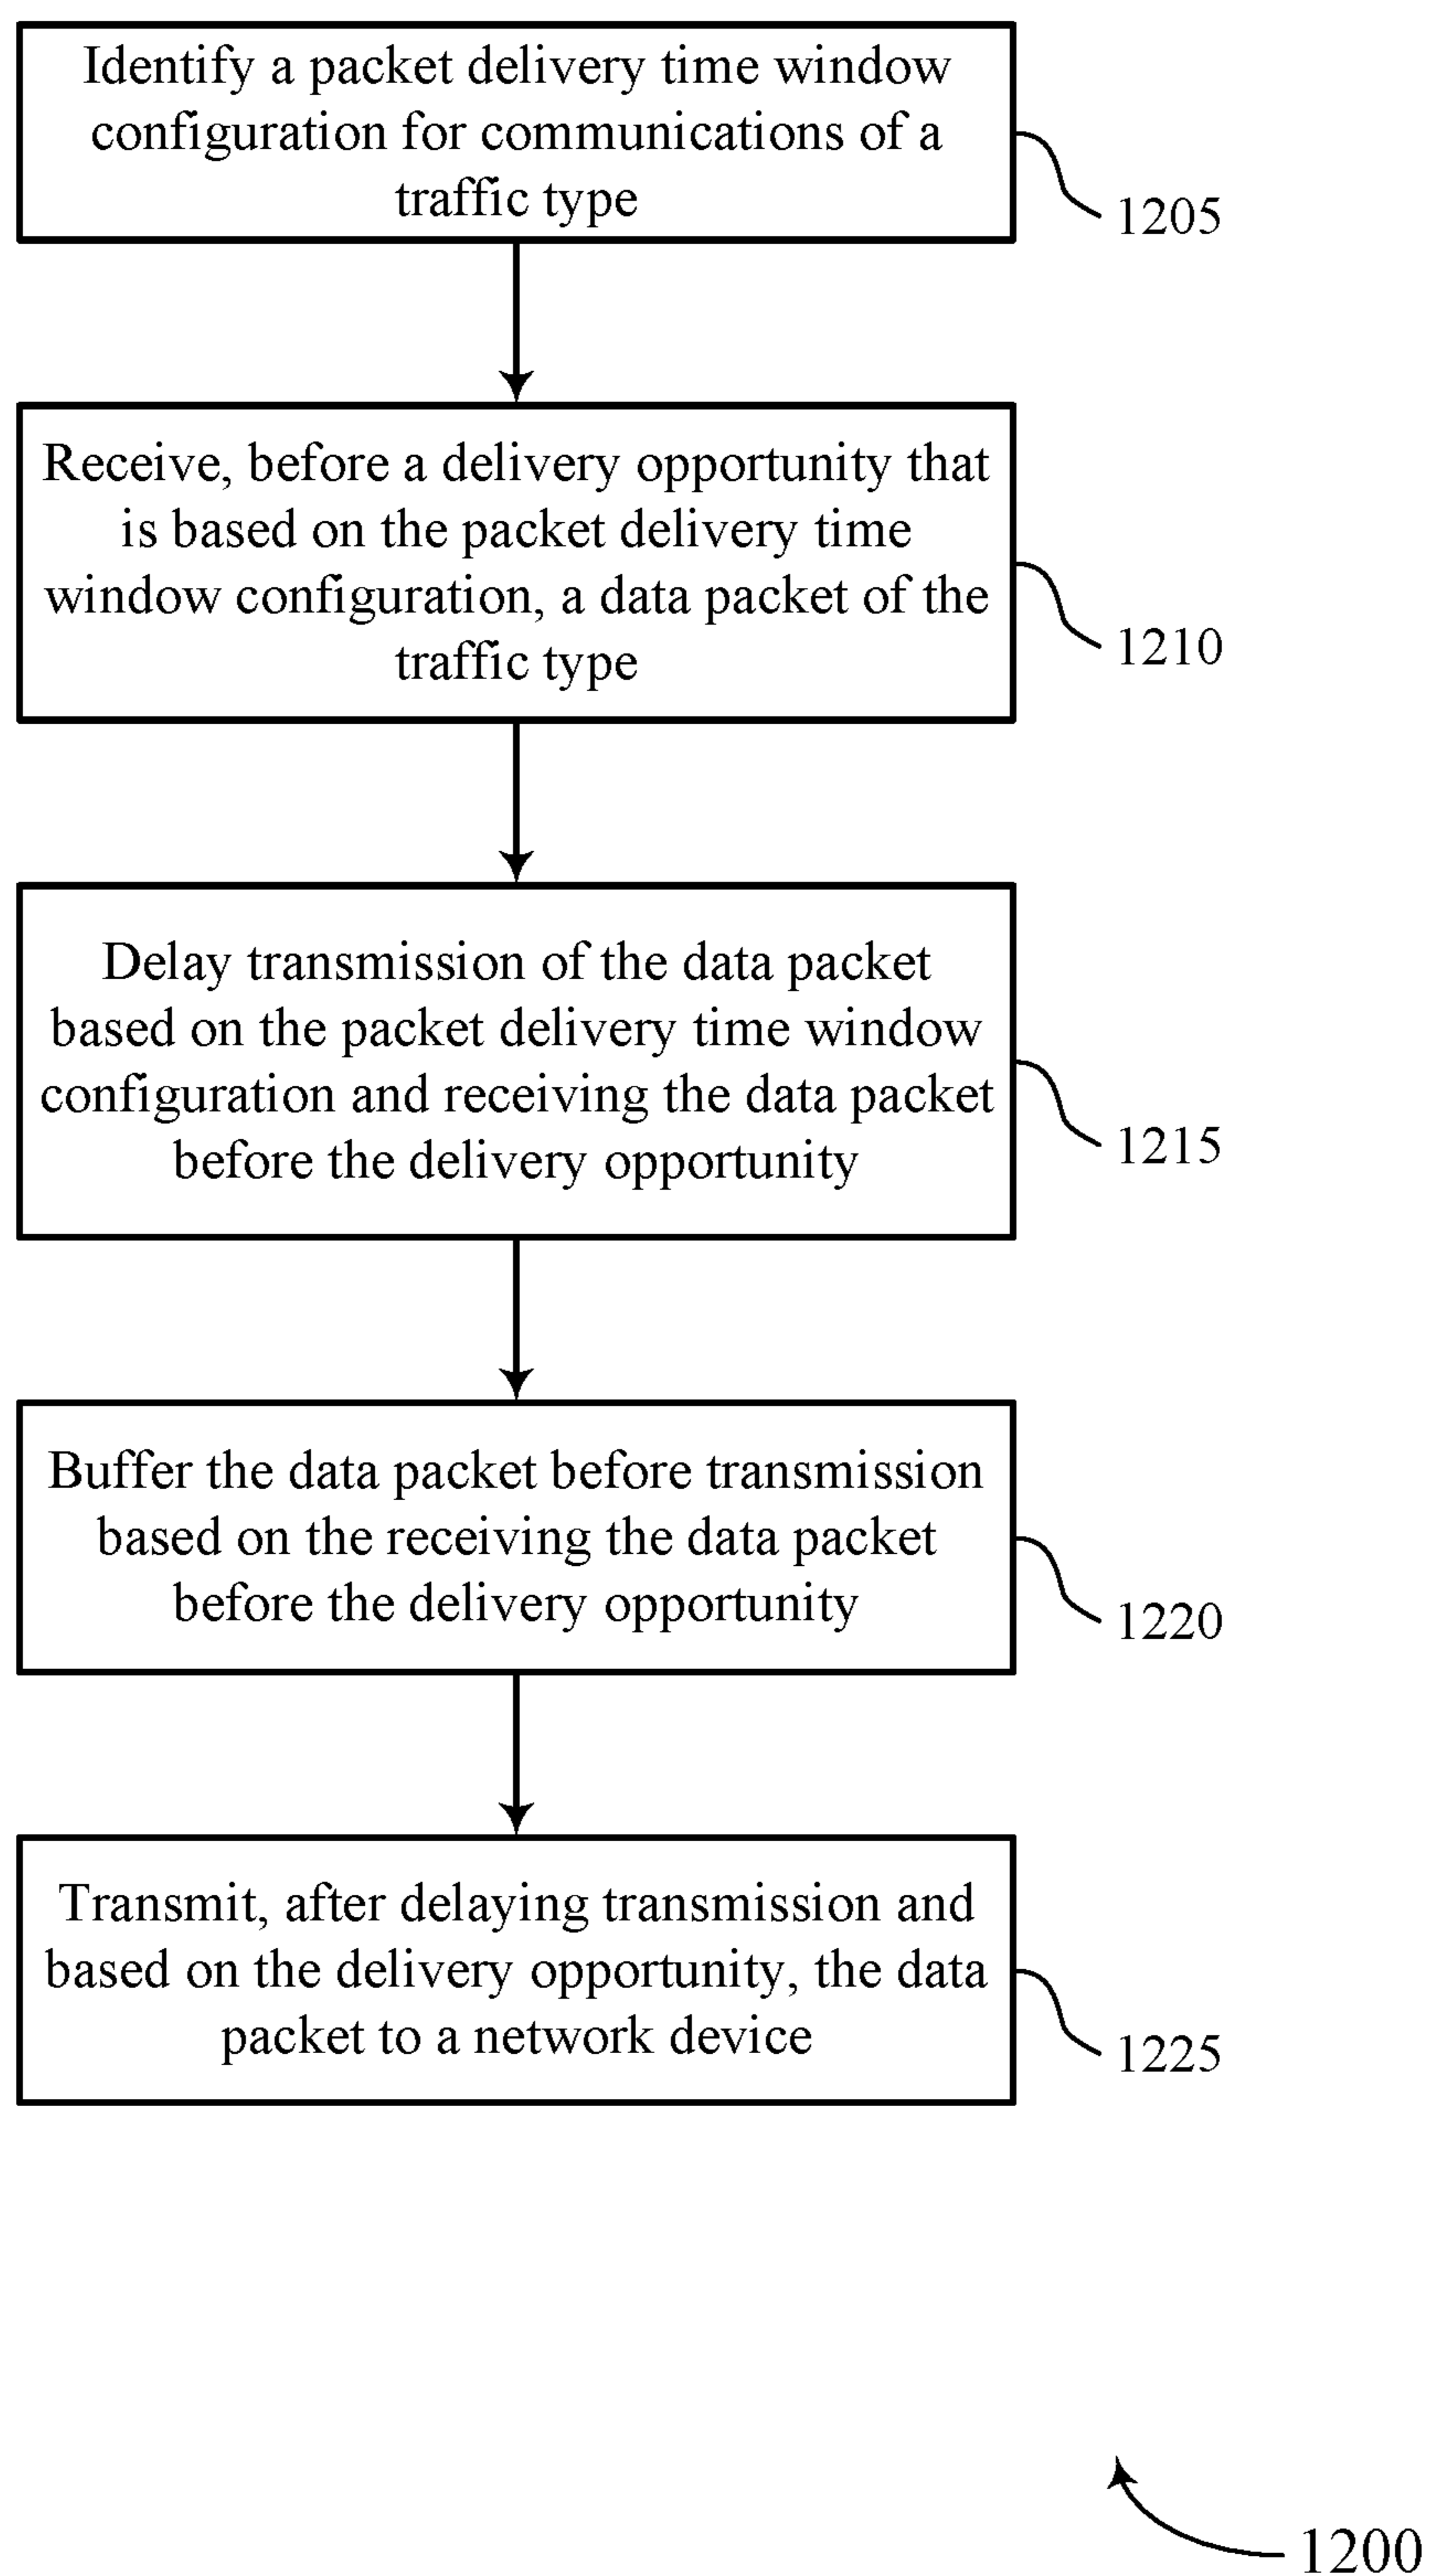 Identify a packet delivery time window
configuration for communications of a
traffic type
1205
Receive, before a delivery opportunity that
is based on the packet delivery time
window configuration, a data packet of the
traffic type
1210
Delay transmission of the data packet
based on the packet delivery time window
configuration and receiving the data packet
before the delivery opportunity
1215
Buffer the data packet before transmission
based on the receiving the data packet
before the delivery opportunity
1220
Transmit, after delaying transmission and
based on the delivery opportunity, the data
packet to a network device
1225
1200